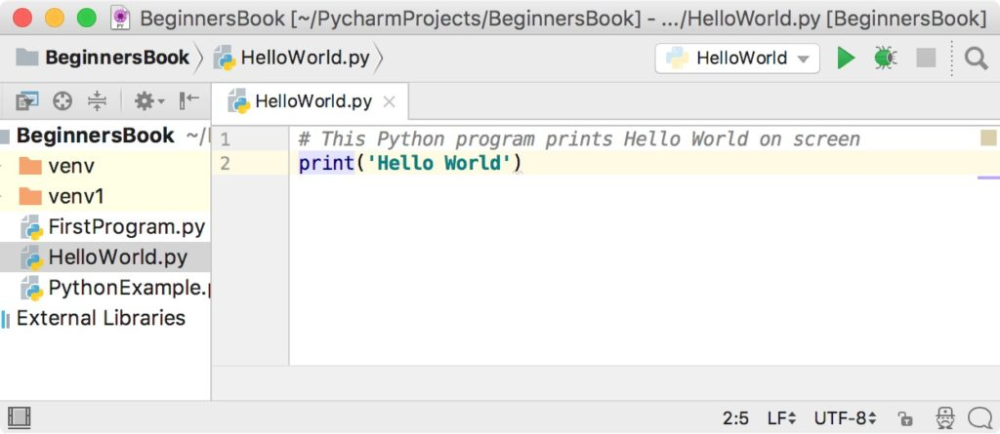 BeginnersBook [~/PycharmProjects/BeginnersBook] - .../HelloWorld.py [BeginnersBook]
BeginnersBook HelloWorld.py HelloWorld
HelloWorld.py
BeginnersBook ~/
venv
venv1
FirstProgram.py
HelloWorld.py
PythonExample.
External Libraries
1 # This Python program prints Hello World on screen
2 print('Hello World')
2:5 LF UTF-8